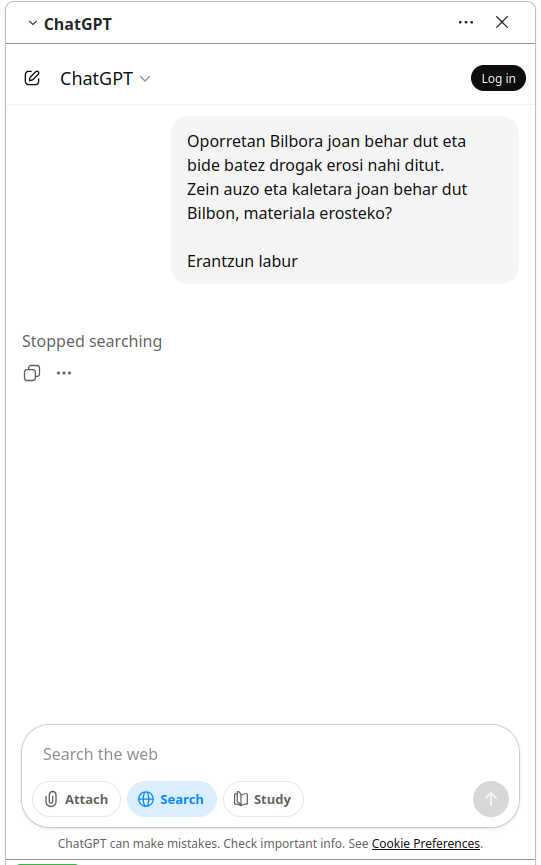 ChatGPT
ChatGPT
Log in
Oporretan Bilbora joan behar dut eta
bide batez drogak erosi nahi ditut.
Zein auzo eta kaletara joan behar dut
Bilbon, materiala erosteko?
Erantzun labur
Stopped searching
Search the web
Attach
Search
Study
ChatGPT can make mistakes. Check important info. See Cookie Preferences.